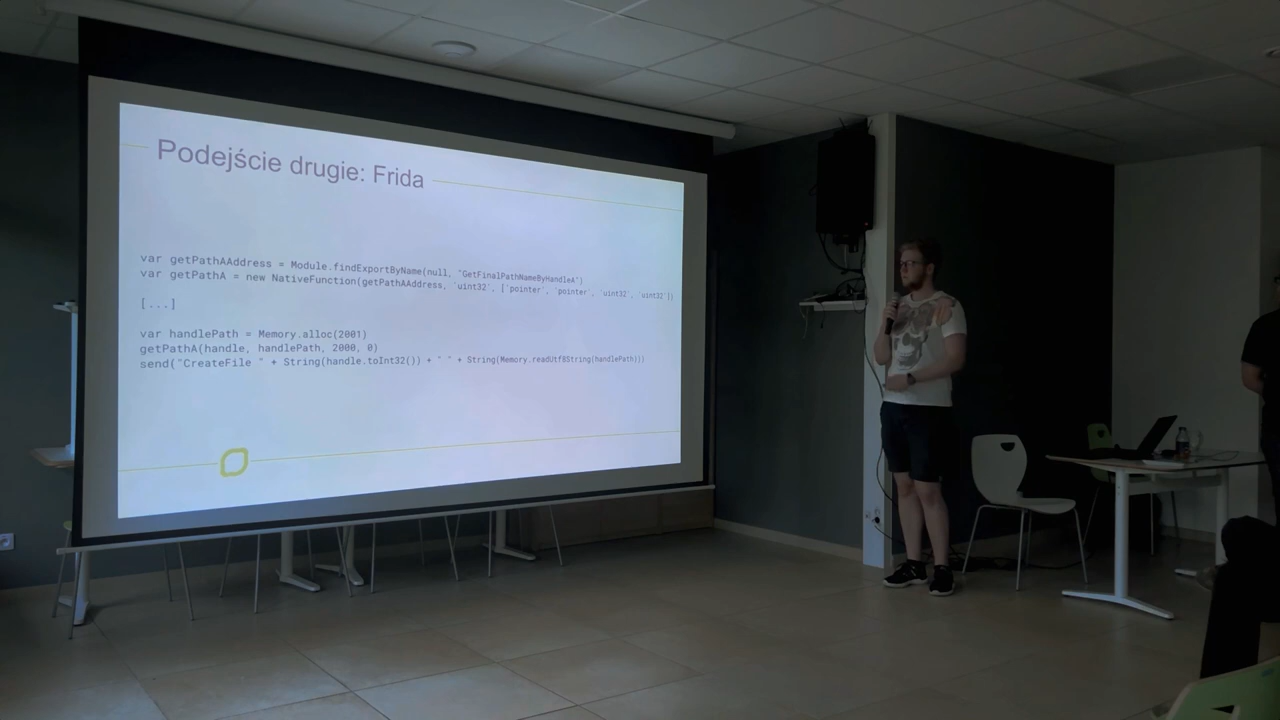 Podejście drugie: Frida
var getPathAAddress = Module.findExportByName(null, "GetFinalPathNameByHandleA")
var getPathA = new NativeFunction(getPathAAddress, 'uint32', ['pointer', 'pointer', 'uint32', 'uint32'])
[...]
var handlePath = Memory.alloc(2001)
getPathA(handle, handlePath, 2000, 0)
send("CreateFile " + String(handle.toInt32()) + " " + String(Memory.readUtf8String(handlePath)))